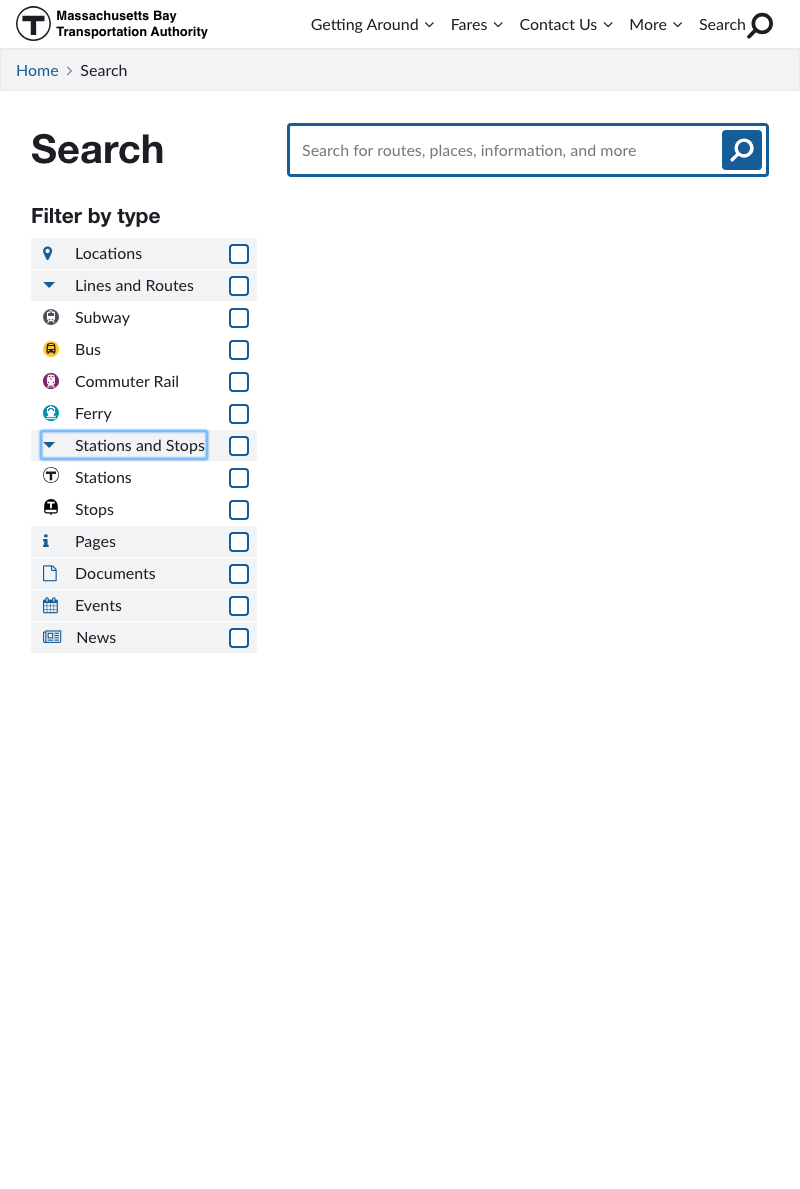 Massachusetts Bay
Transportation Authority
Getting Around
Fares
Contact Us
More
Search
Home > Search
Search
Search for routes, places, information, and more
Filter by type
Locations
Lines and Routes
Subway
Bus
Commuter Rail
Ferry
Stations and Stops
Stations
Stops
Pages
Documents
Events
News